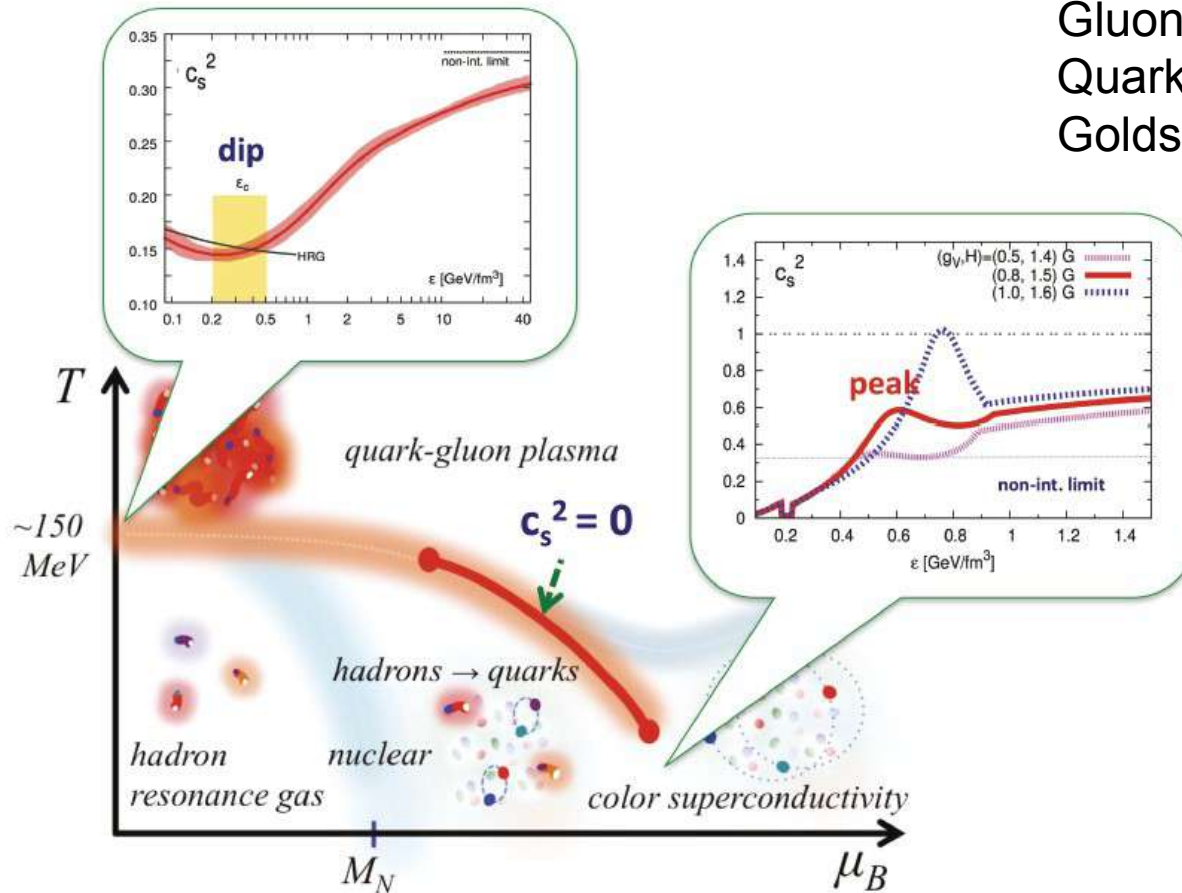 Gluon
Quark
Golds
0.35
0.30
0.25
0.20
0.15
0.10
c_s^2
non-int. limit
dip
ε_c
HRG
ε [GeV/fm³]
0.1 0.2 0.5 1 2 5 10 20 40
1.4
1.2
1
0.8
0.6
0.4
0.2
0
c_s^2
(g_V,H)=(0.5, 1.4) G
(0.8, 1.5) G
(1.0, 1.6) G
peak
non-int. limit
0.2 0.4 0.6 0.8 1 1.2 1.4
ε [GeV/fm³]
T
quark-gluon plasma
c_s^2 = 0
~150
MeV
hadrons → quarks
hadron
resonance gas
nuclear
color superconductivity
M_N
μ_B